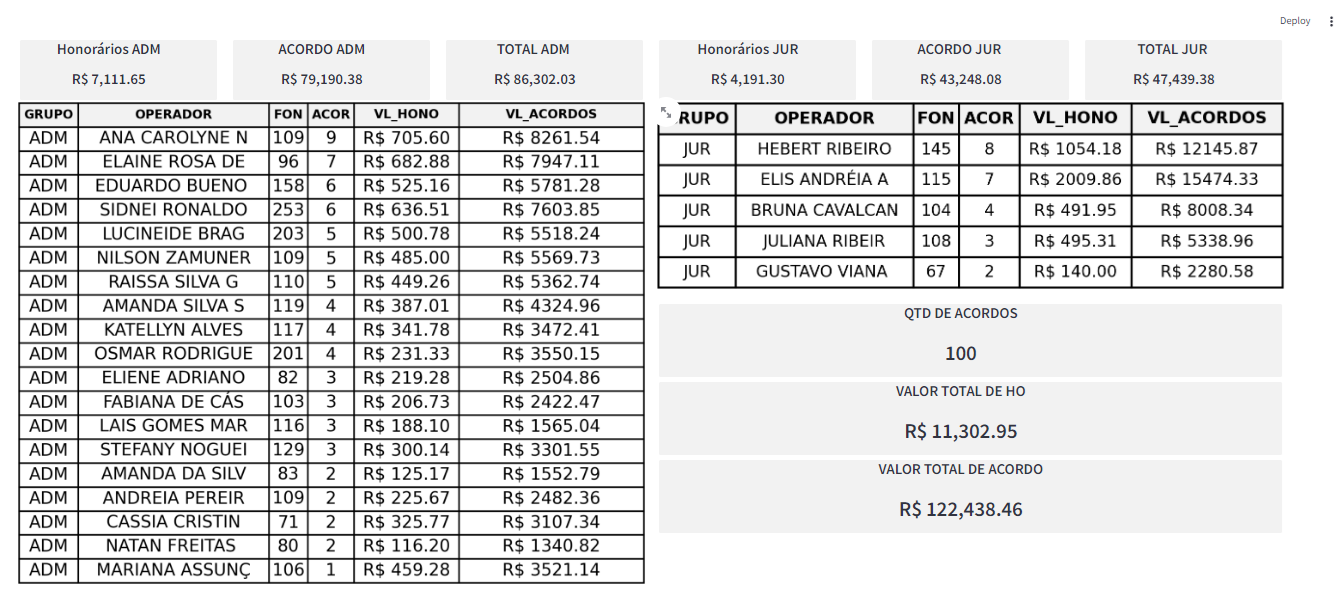 Deploy
Honorários ADM
R$ 7,111.65
ACORDO ADM
R$ 79,190.38
TOTAL ADM
R$ 86,302.03
Honorários JUR
R$ 4,191.30
ACORDO JUR
R$ 43,248.08
TOTAL JUR
R$ 47,439.38
GRUPO OPERADOR FON ACOR VL_HONO VL_ACORDOS
ADM ANA CAROLYNE N 109 9 R$ 705.60 R$ 8261.54
ADM ELAINE ROSA DE 96 7 R$ 682.88 R$ 7947.11
ADM EDUARDO BUENO 158 6 R$ 525.16 R$ 5781.28
ADM SIDNEI RONALDO 253 6 R$ 636.51 R$ 7603.85
ADM LUCINEIDE BRAG 203 5 R$ 500.78 R$ 5518.24
ADM NILSON ZAMUNER 109 5 R$ 485.00 R$ 5569.73
ADM RAISSA SILVA G 110 5 R$ 449.26 R$ 5362.74
ADM AMANDA SILVA S 119 4 R$ 387.01 R$ 4324.96
ADM KATELLYN ALVES 117 4 R$ 341.78 R$ 3472.41
ADM OSMAR RODRIGUE 201 4 R$ 231.33 R$ 3550.15
ADM ELIENE ADRIANO 82 3 R$ 219.28 R$ 2504.86
ADM FABIANA DE CÁS 103 3 R$ 206.73 R$ 2422.47
ADM LAIS GOMES MAR 116 3 R$ 188.10 R$ 1565.04
ADM STEFANY NOGUEI 129 3 R$ 300.14 R$ 3301.55
ADM AMANDA DA SILV 83 2 R$ 125.17 R$ 1552.79
ADM ANDREIA PEREIR 109 2 R$ 225.67 R$ 2482.36
ADM CASSIA CRISTIN 71 2 R$ 325.77 R$ 3107.34
ADM NATAN FREITAS 80 2 R$ 116.20 R$ 1340.82
ADM MARIANA ASSUNÇ 106 1 R$ 459.28 R$ 3521.14
RUPO OPERADOR FON ACOR VL_HONO VL_ACORDOS
JUR HEBERT RIBEIRO 145 8 R$ 1054.18 R$ 12145.87
JUR ELIS ANDRÉIA A 115 7 R$ 2009.86 R$ 15474.33
JUR BRUNA CAVALCAN 104 4 R$ 491.95 R$ 8008.34
JUR JULIANA RIBEIR 108 3 R$ 495.31 R$ 5338.96
JUR GUSTAVO VIANA 67 2 R$ 140.00 R$ 2280.58
QTD DE ACORDOS
100
VALOR TOTAL DE HO
R$ 11,302.95
VALOR TOTAL DE ACORDO
R$ 122,438.46